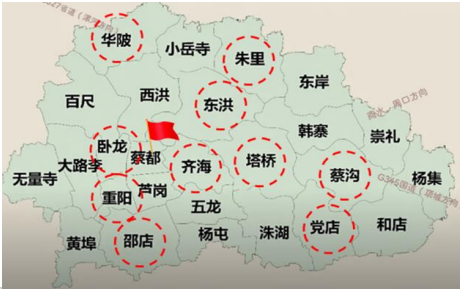 华陂
小岳寺
朱里
东岸
百尺
西洪
东洪
韩寨
崇礼
卧龙
蔡都
大路李
无量寺
齐海
塔桥
蔡沟
杨集
重阳
芦岗
五龙
党店
和店
黄埠
邵店
杨屯
洙湖